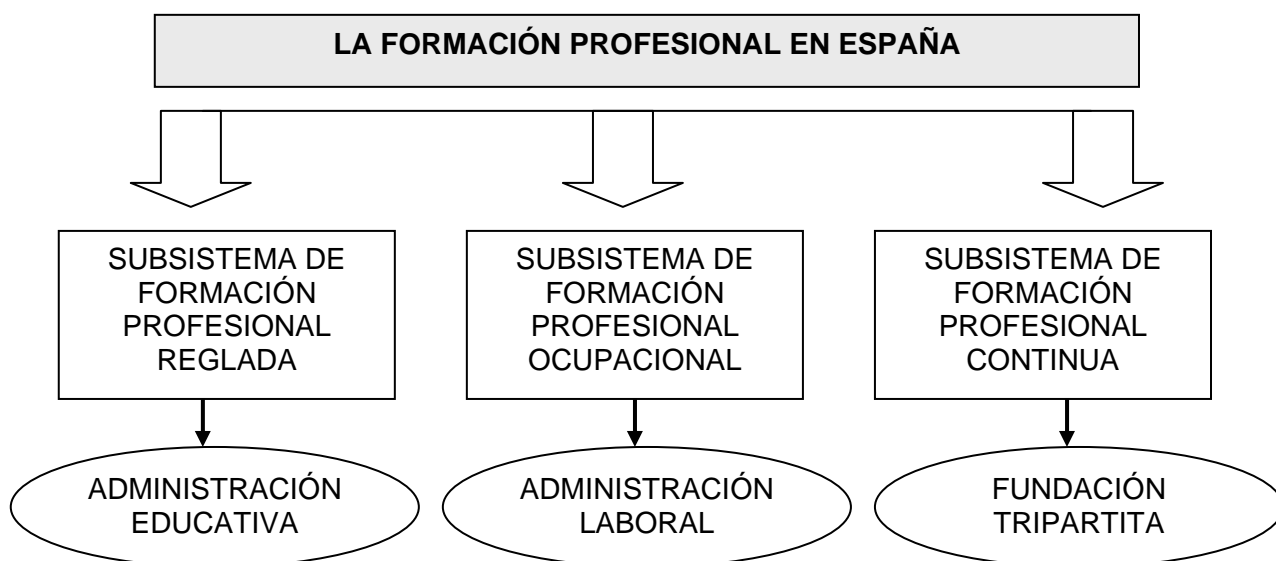 LA FORMACIÓN PROFESIONAL EN ESPAÑA
SUBSISTEMA DE
FORMACIÓN
PROFESIONAL
REGLADA
SUBSISTEMA DE
FORMACIÓN
PROFESIONAL
OCUPACIONAL
SUBSISTEMA DE
FORMACIÓN
PROFESIONAL
CONTINUA
ADMINISTRACIÓN
EDUCATIVA
ADMINISTRACIÓN
LABORAL
FUNDACIÓN
TRIPARTITA